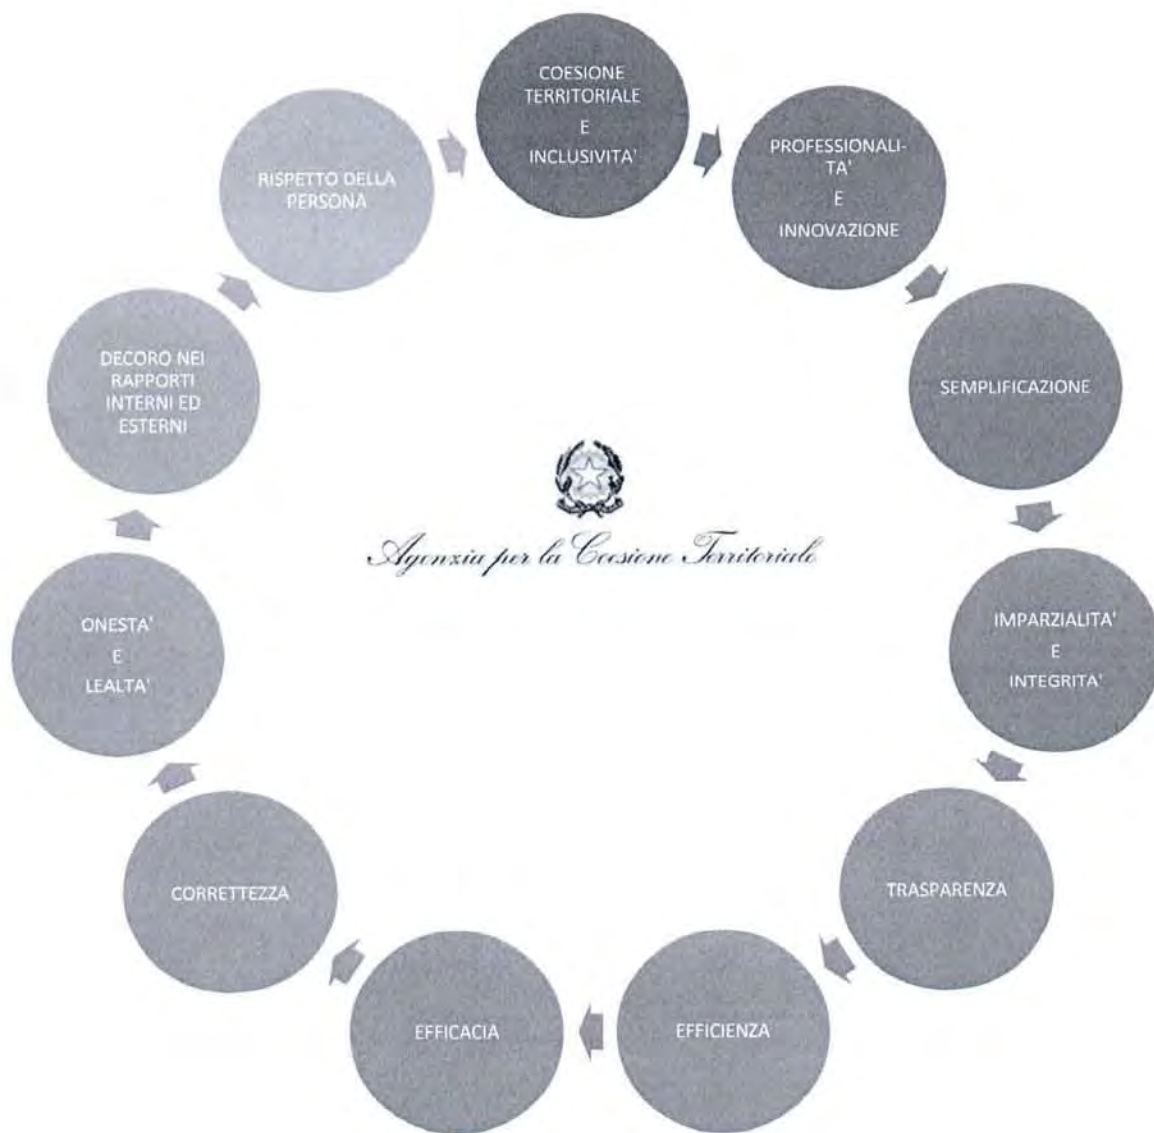 COESIONE
TERRITORIALE
E
INCLUSIVITA'
PROFESSIONALI-
TA'
E
INNOVAZIONE
SEMPLIFICAZIONE
IMPARZIALITA'
E
INTEGRITA'
TRASPARENZA
EFFICIENZA
EFFICACIA
CORRETTEZZA
ONESTA'
E
LEALTA'
DECORO NEI
RAPPORTI
INTERNI ED
ESTERNI
RISPETTO DELLA
PERSONA
Agenzia per la Coesione Territoriale